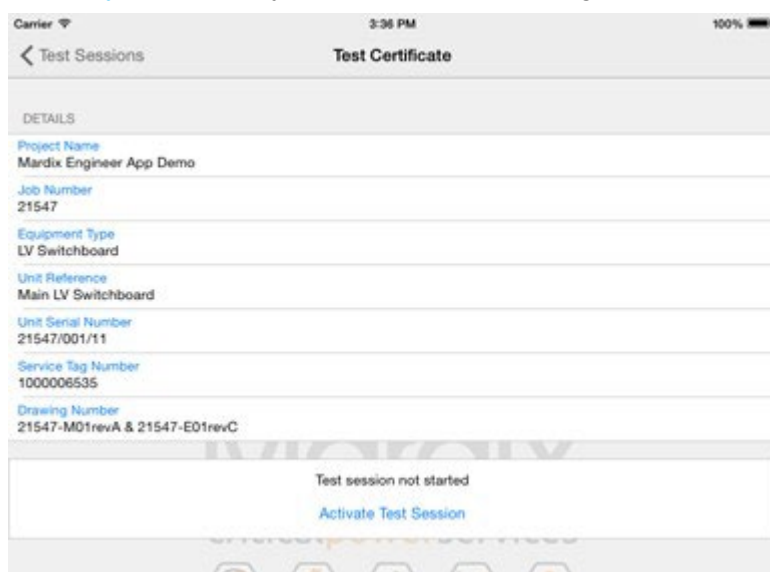 Carrier 3:36 PM 100%
Test Sessions Test Certificate
DETAILS
Project Name
Mardix Engineer App Demo
Job Number
21547
Equipment Type
LV Switchboard
Unit Reference
Main LV Switchboard
Unit Serial Number
21547/001/11
Service Tag Number
1000006535
Drawing Number
21547-M01revA & 21547-E01revC
Test session not started
Activate Test Session